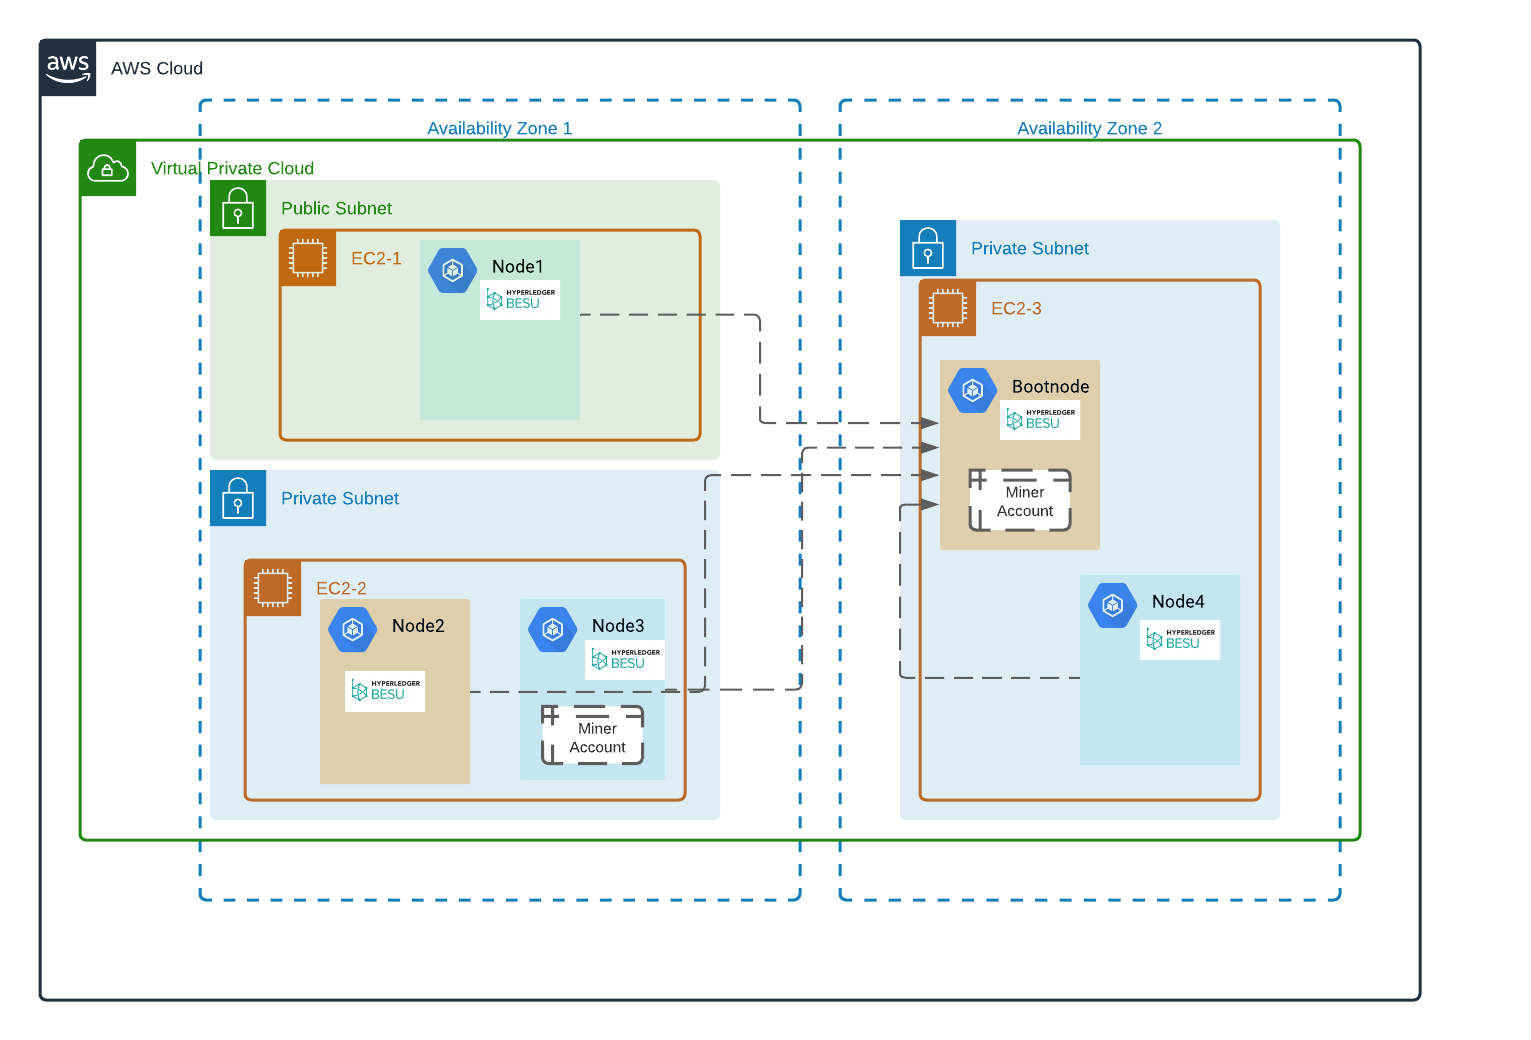 aws
AWS Cloud
Availability Zone 1
Availability Zone 2
Virtual Private Cloud
Public Subnet
EC2-1
Node1
HYPERLEDGER
BESU
Private Subnet
EC2-3
Bootnode
HYPERLEDGER
BESU
Miner
Account
Node4
HYPERLEDGER
BESU
Private Subnet
EC2-2
Node2
HYPERLEDGER
BESU
Node3
HYPERLEDGER
BESU
Miner
Account